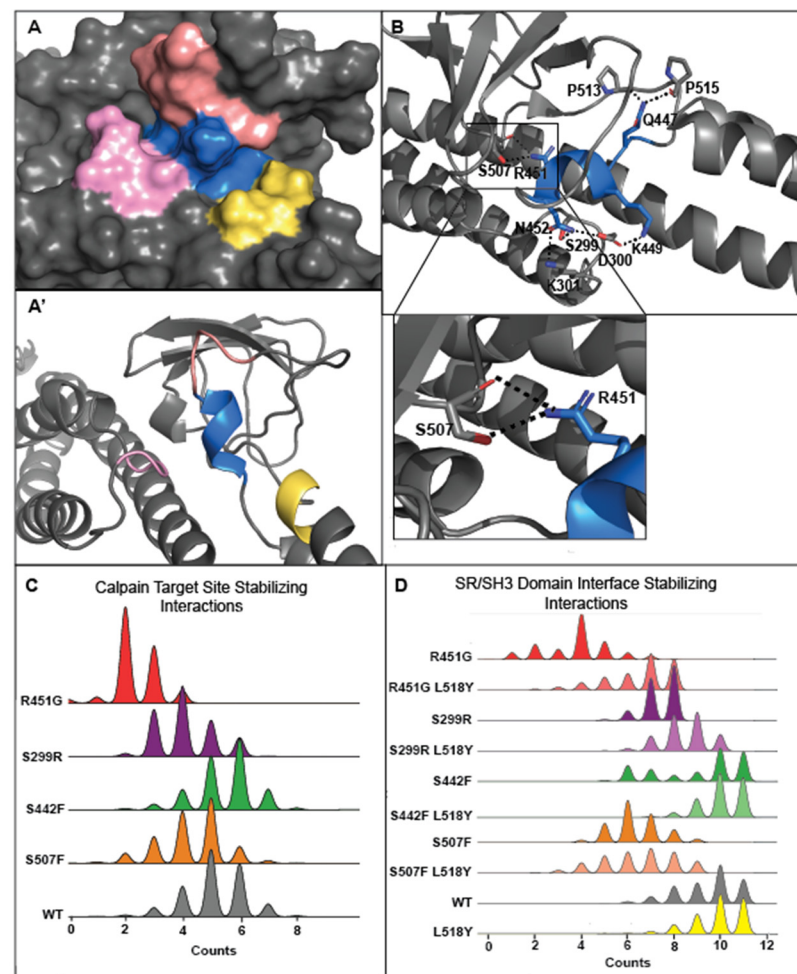 A
B
P513
P515
Q447
S507
R451
N452
S299
D300
K449
K301
A'
R451
S507
C
Calpain Target Site Stabilizing
Interactions
R451G
S299R
S442F
S507F
WT
0 2 4 6 8
Counts
D
SR/SH3 Domain Interface Stabilizing
Interactions
R451G
R451G L518Y
S299R
S299R L518Y
S442F
S442F L518Y
S507F
S507F L518Y
WT
L518Y
0 2 4 6 8 10 12
Counts